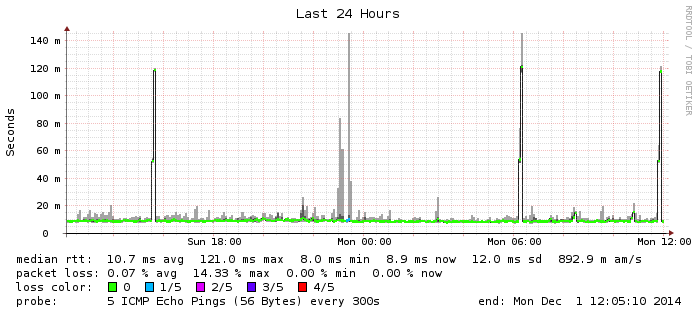 Last 24 Hours
RRDTOOL / TOBI OETIKER
Seconds
140 m
120 m
100 m
80 m
60 m
40 m
20 m
0
Sun 18:00 Mon 00:00 Mon 06:00 Mon 12:00
median rtt: 10.7 ms avg 121.0 ms max 8.0 ms min 8.9 ms now 12.0 ms sd 892.9 m am/s
packet loss: 0.07 % avg 14.33 % max 0.00 % min 0.00 % now
loss color: 0 1/5 2/5 3/5 4/5
probe: 5 ICMP Echo Pings (56 Bytes) every 300s end: Mon Dec 1 12:05:10 2014